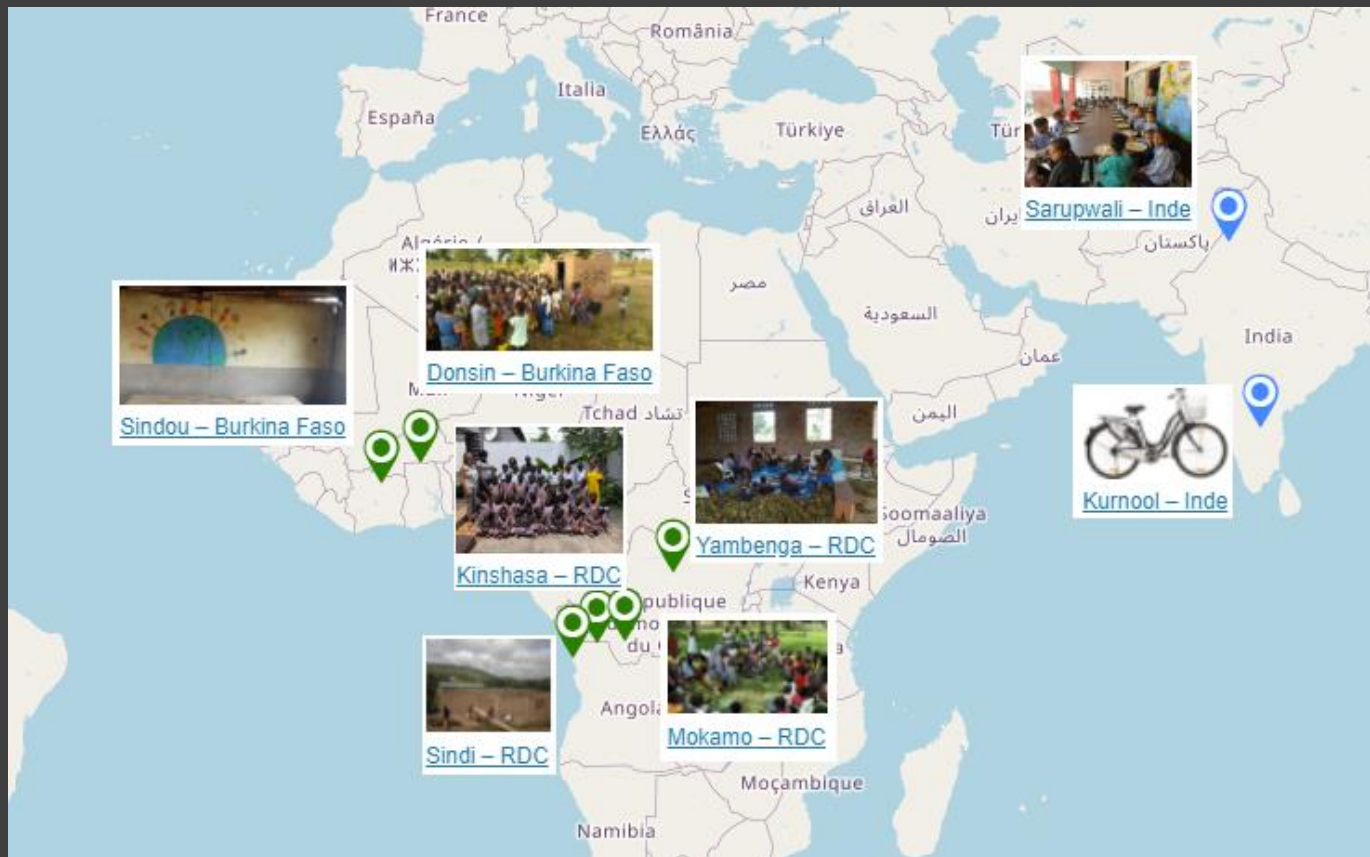 France
România
Italia
España
Ελλάς
Türkiye
Tür
Sarupwali – Inde
العراق
ایران
پاکستان
Algérie /
مصر
السعودية
India
Donsin – Burkina Faso
عمان
Sindou – Burkina Faso
Niger
Tchad تشاد
اليمن
Kurnool – Inde
Soomaaliya
الصومال
Yambenga – RDC
Kinshasa – RDC
Kenya
publique
du
Angola
Mokamo – RDC
Sindi – RDC
Moçambique
Namibia